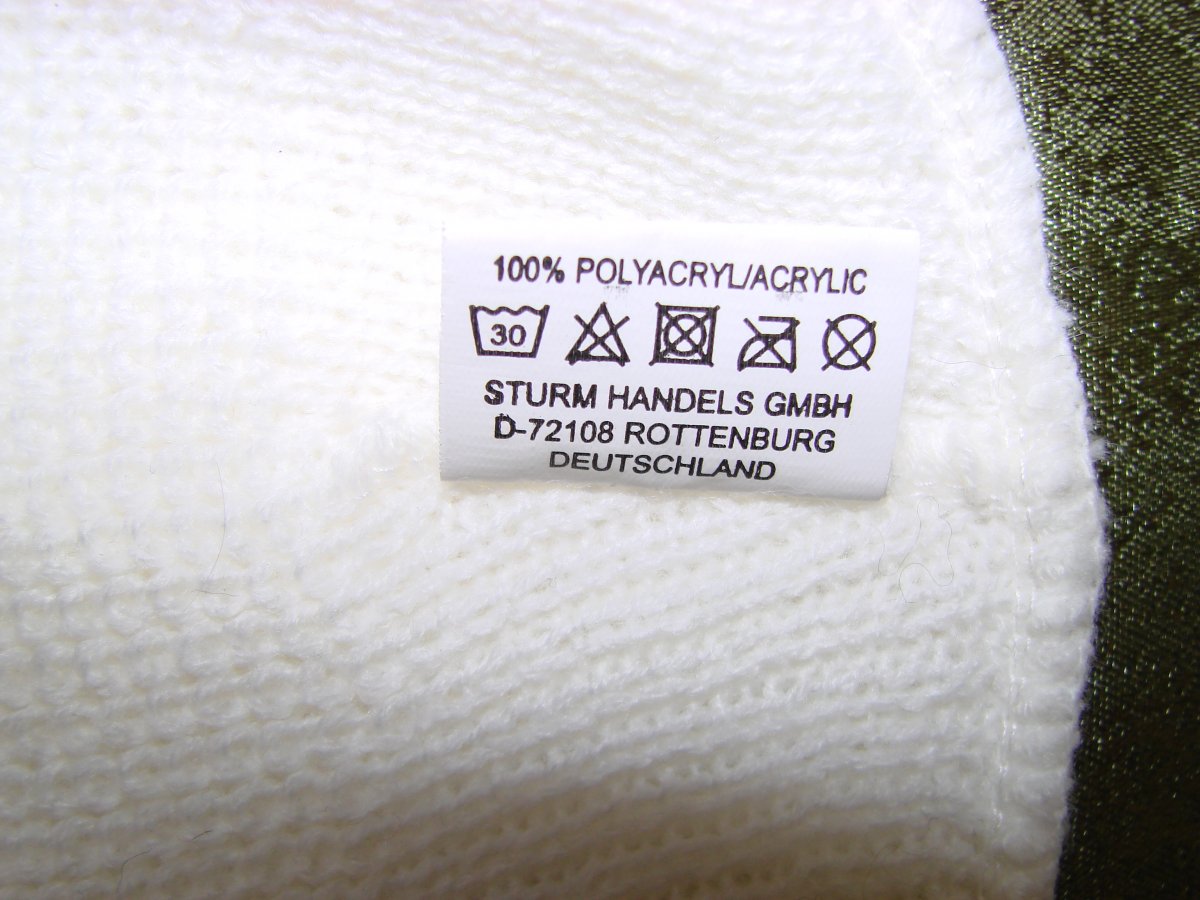 100% POLYACRYL/ACRYLIC
30
STURM HANDELS GMBH
D-72108 ROTTENBURG
DEUTSCHLAND